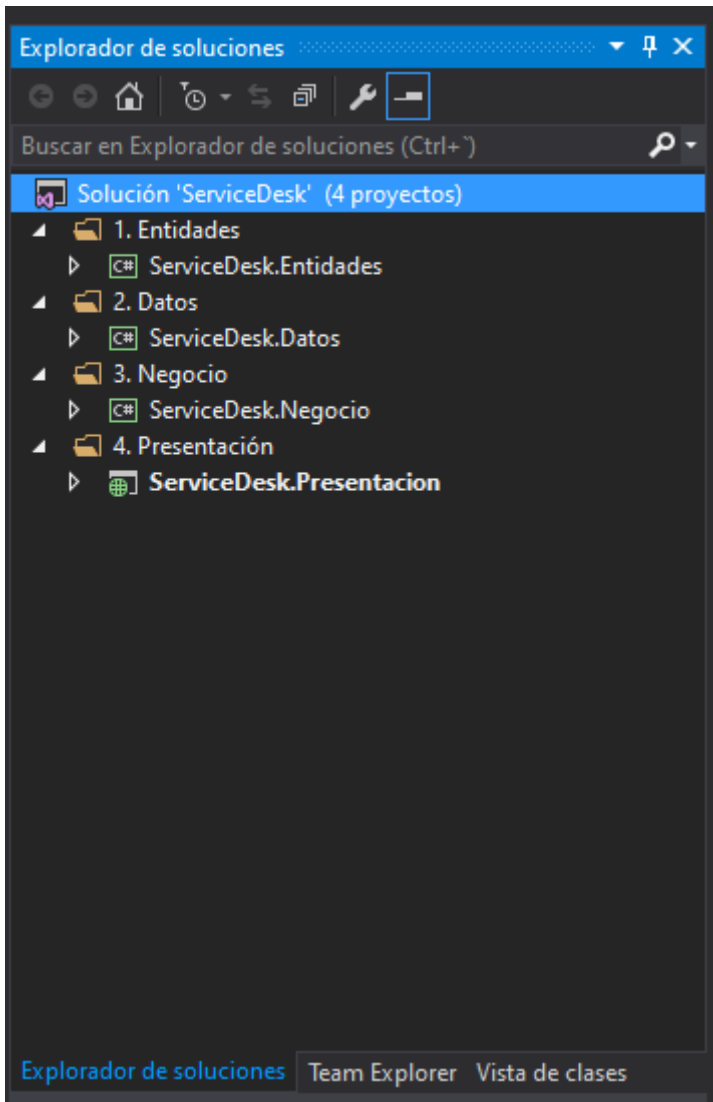 Explorador de soluciones
Buscar en Explorador de soluciones (Ctrl+`)
Solución 'ServiceDesk' (4 proyectos)
1. Entidades
C# ServiceDesk.Entidades
2. Datos
C# ServiceDesk.Datos
3. Negocio
C# ServiceDesk.Negocio
4. Presentación
ServiceDesk.Presentacion
Explorador de soluciones Team Explorer Vista de clases